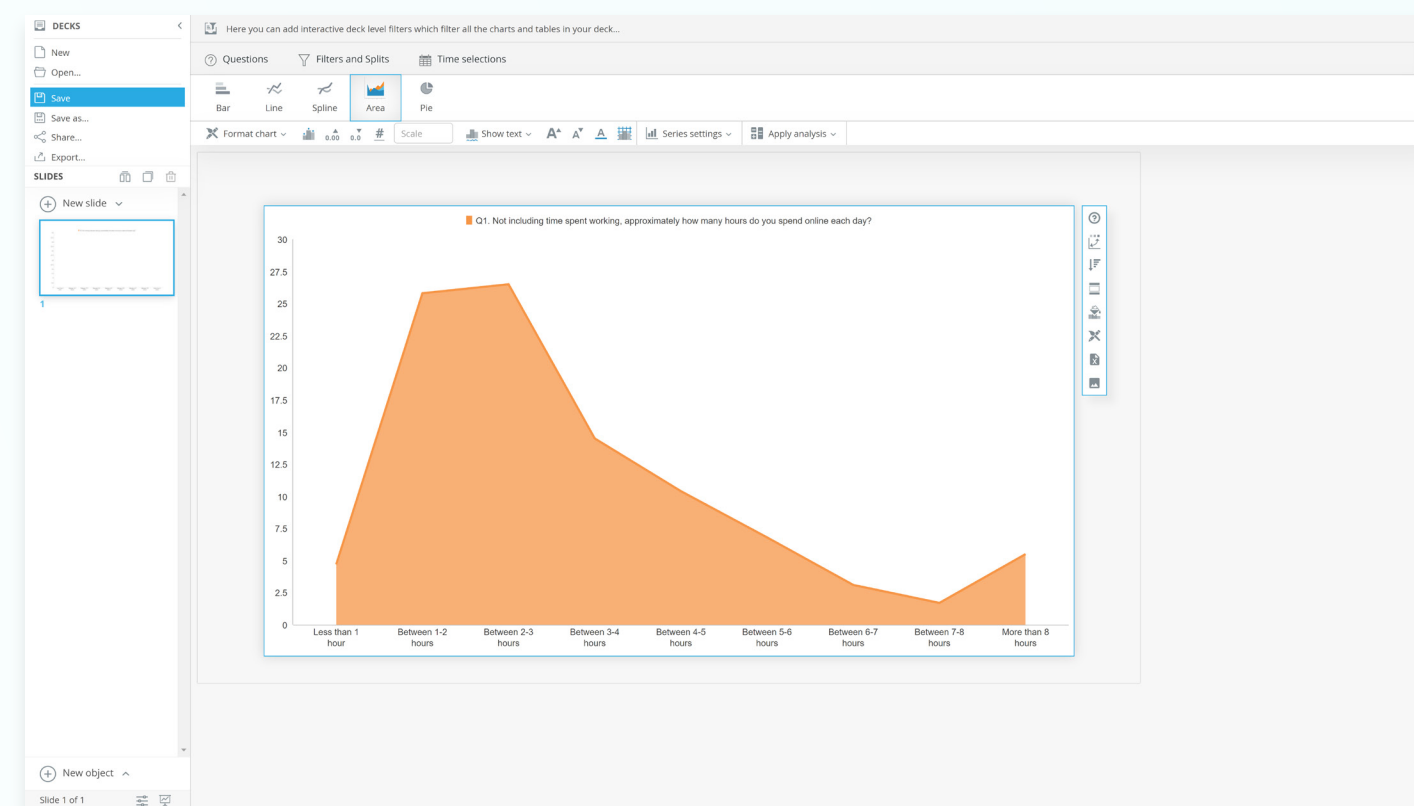 DECKS
New
Open...
Save
Save as...
Share...
Export...
SLIDES
New slide
1
New object
Slide 1 of 1
Here you can add interactive deck level filters which filter all the charts and tables in your deck...
Questions
Filters and Splits
Time selections
Bar
Line
Spline
Area
Pie
Format chart
0.00
0.0
#
Scale
Show text
A
A
A
Series settings
Apply analysis
Q1. Not including time spent working, approximately how many hours do you spend online each day?
30
27.5
25
22.5
20
17.5
15
12.5
10
7.5
5
2.5
0
Less than 1
hour
Between 1-2
hours
Between 2-3
hours
Between 3-4
hours
Between 4-5
hours
Between 5-6
hours
Between 6-7
hours
Between 7-8
hours
More than 8
hours